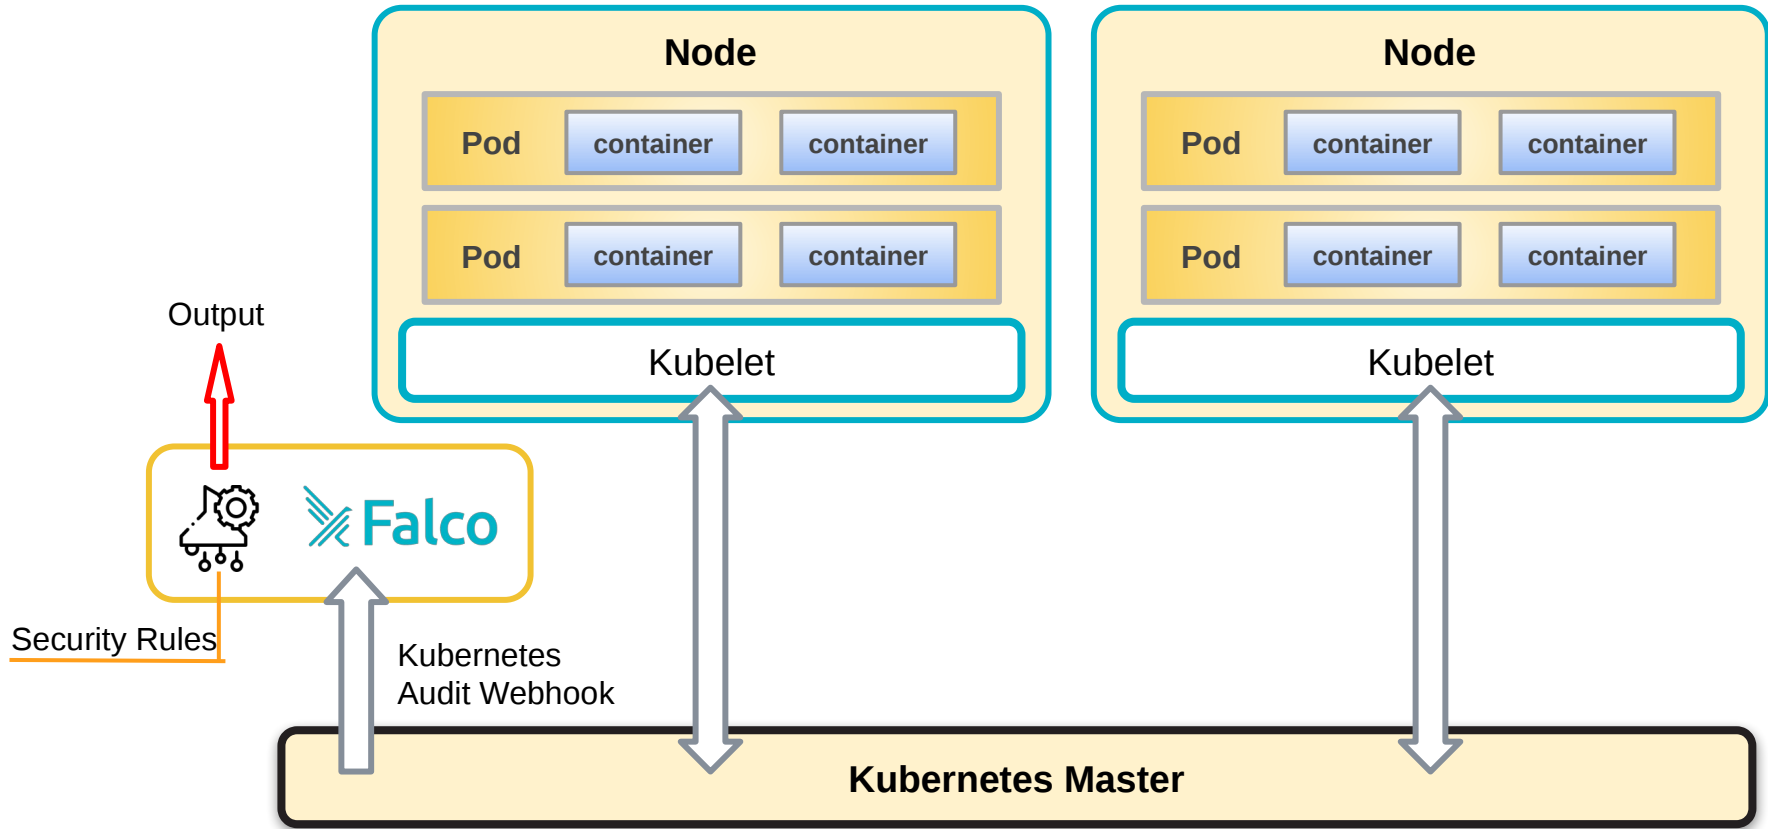 Node
Pod container container
Pod container container
Kubelet
Node
Pod container container
Pod container container
Kubelet
Output
Falco
Security Rules
Kubernetes
Audit Webhook
Kubernetes Master